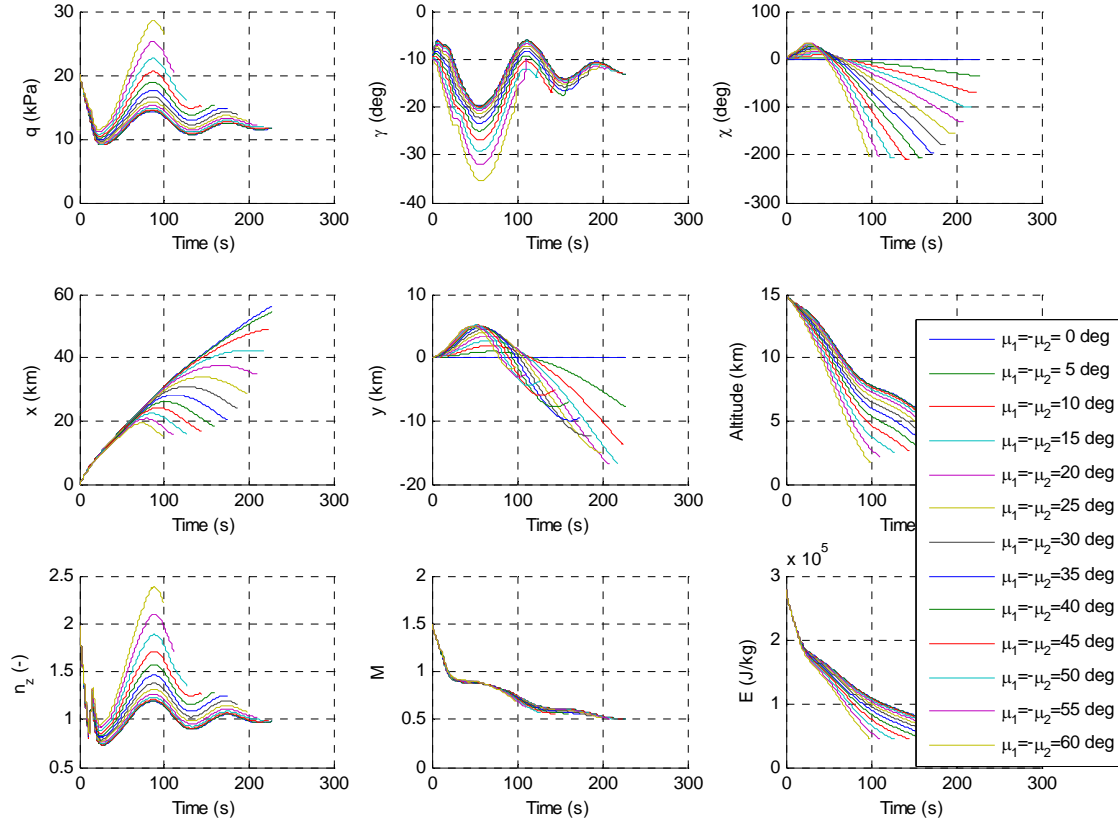 30
20
10
0
q (kPa)
0 100 200 300
Time (s)
0
-10
-20
-30
-40
γ (deg)
0 100 200 300
Time (s)
100
0
-100
-200
-300
χ (deg)
0 100 200 300
Time (s)
60
40
20
0
x (km)
0 100 200 300
Time (s)
10
0
-10
-20
y (km)
0 100 200 300
Time (s)
15
10
5
0
Altitude (km)
0 100
Time
μ₁=-μ₂= 0 deg
μ₁=-μ₂= 5 deg
μ₁=-μ₂=10 deg
μ₁=-μ₂=15 deg
μ₁=-μ₂=20 deg
μ₁=-μ₂=25 deg
μ₁=-μ₂=30 deg
μ₁=-μ₂=35 deg
μ₁=-μ₂=40 deg
μ₁=-μ₂=45 deg
μ₁=-μ₂=50 deg
μ₁=-μ₂=55 deg
μ₁=-μ₂=60 deg
2.5
2
1.5
1
0.5
n_z (-)
0 100 200 300
Time (s)
2
1.5
1
0.5
0
M
0 100 200 300
Time (s)
x 10⁵
3
2
1
0
E (J/kg)
0 100 200 300
Time (s)